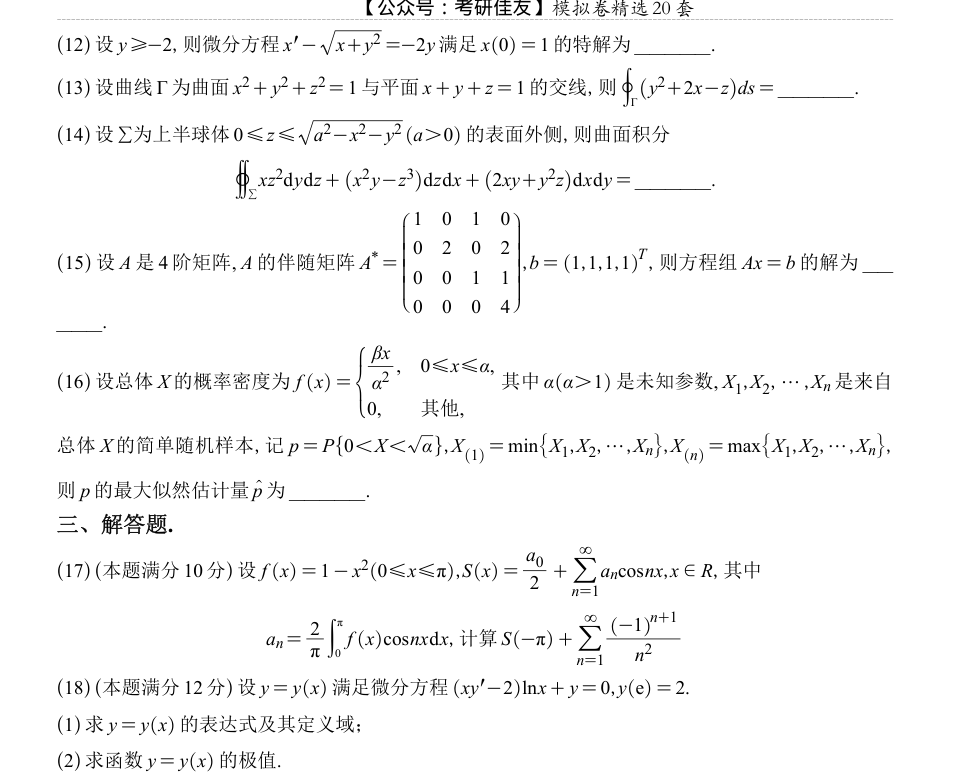 【公众号：考研佳友】模拟卷精选20套
(12) 设 y⩾−2, 则微分方程 x′−√(x+y²)=−2y 满足 x(0)=1 的特解为________.
(13) 设曲线 Γ 为曲面 x²+y²+z²=1 与平面 x+y+z=1 的交线, 则 ∮_Γ(y²+2x−z)ds=________.
(14) 设 ∑为上半球体 0⩽z⩽√(a²−x²−y²)(a>0) 的表面外侧, 则曲面积分
∯_Σ xz²dydz+(x²y−z³)dzdx+(2xy+y²z)dxdy=________.
(15) 设 A 是 4 阶矩阵, A 的伴随矩阵 A*=(1 0 1 0; 0 2 0 2; 0 0 1 1; 0 0 0 4), b=(1,1,1,1)^T, 则方程组 Ax=b 的解为___
_____.
(16) 设总体 X 的概率密度为 f(x)={βx/α², 0⩽x⩽α, 0, 其他, 其中 α(α>1) 是未知参数, X₁,X₂,⋯,Xₙ 是来自
总体 X 的简单随机样本, 记 p=P{0<X<√α},X₍₁₎=min{X₁,X₂,⋯,Xₙ},X₍ₙ₎=max{X₁,X₂,⋯,Xₙ},
则 p 的最大似然估计量 p̂ 为________.
三、解答题.
(17) (本题满分 10 分) 设 f(x)=1−x²(0⩽x⩽π),S(x)=a₀/2+∑_{n=1}^{∞}aₙcosnx,x∈R, 其中
aₙ=2/π∫₀^π f(x)cosnxdx, 计算 S(−π)+∑_{n=1}^{∞}(−1)^{n+1}/n²
(18) (本题满分 12 分) 设 y=y(x) 满足微分方程 (xy′−2)lnx+y=0,y(e)=2.
(1) 求 y=y(x) 的表达式及其定义域;
(2) 求函数 y=y(x) 的极值.